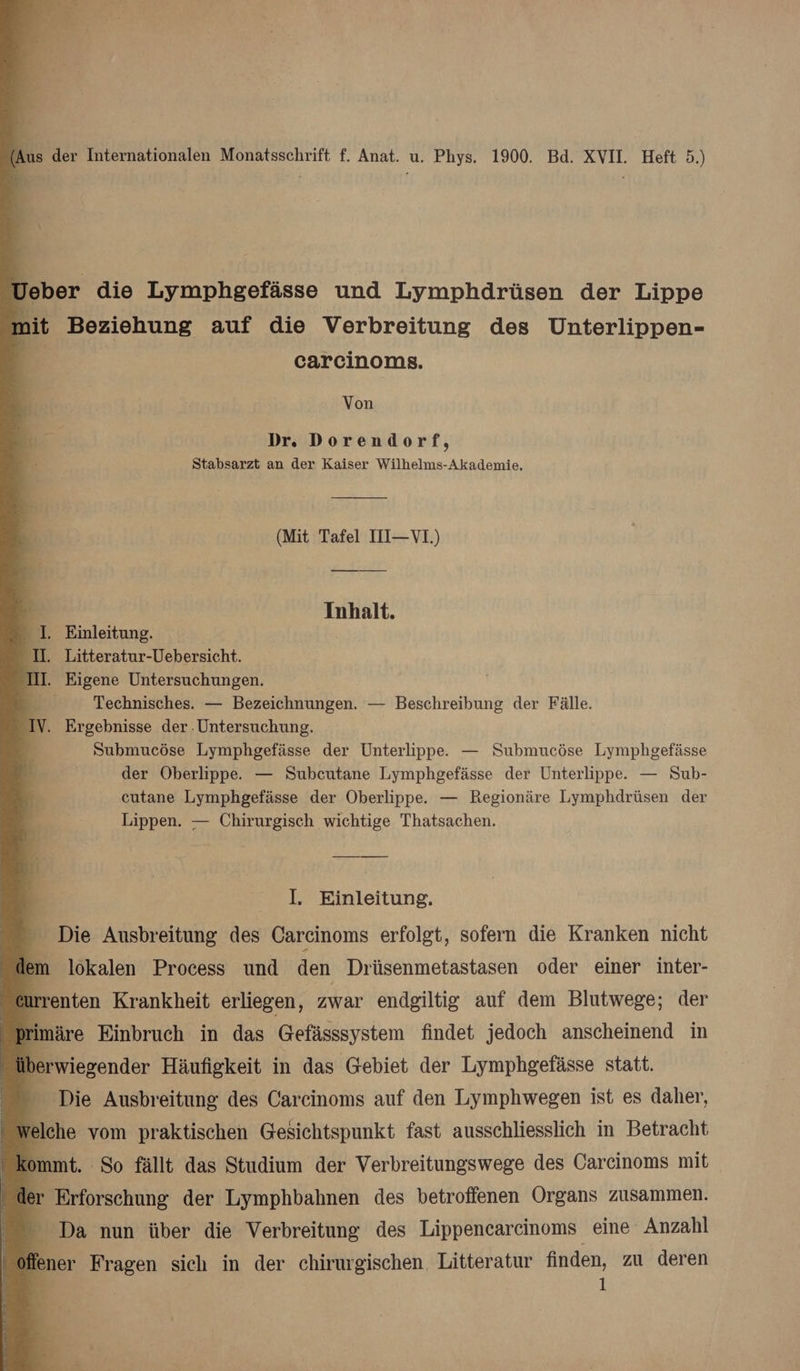 (Aus der Internationalen Monatsschrift f. Anat. u. Phys. 1900. Bd. XVII. Heft 5.)
Ueber die Lymphgefässe und Lymphdrüsen der Lippe
mit Beziehung auf die Verbreitung des Unterlippen-
carcinoms.
Von
Dr. Dorendorf,
Stabsarzt an der Kaiser Wilhelms-Akademie.
(Mit Tafel III—VI.)
Inhalt.
I. Einleitung.
II. Litteratur-Uebersicht.
III. Eigene Untersuchungen.
Technisches. — Bezeichnungen. — Beschreibung der Fälle.
IV. Ergebnisse der Untersuchung.
Submucöse Lymphgefässe der Unterlippe. — Submucöse Lymphgefässe
der Oberlippe. — Subcutane Lymphgefässe der Unterlippe. — Sub-
cutane Lymphgefässe der Oberlippe. — Regionäre Lymphdrüsen der
Lippen. — Chirurgisch wichtige Thatsachen.
I. Einleitung.
Die Ausbreitung des Carcinoms erfolgt, sofern die Kranken nicht
dem lokalen Process und den Drüsenmetastasen oder einer inter-
currenten Krankheit erliegen, zwar endgiltig auf dem Blutwege; der
primäre Einbruch in das Gefässsystem findet jedoch anscheinend in
überwiegender Häufigkeit in das Gebiet der Lymphgefässe statt.
Die Ausbreitung des Carcinoms auf den Lymphwegen ist es daher,
welche vom praktischen Gesichtspunkt fast ausschliesslich in Betracht
kommt. So fällt das Studium der Verbreitungswege des Carcinoms mit
der Erforschung der Lymphbahnen des betroffenen Organs zusammen.
Da nun über die Verbreitung des Lippencarcinoms eine Anzahl
offener Fragen sich in der chirurgischen Litteratur finden, zu deren
1